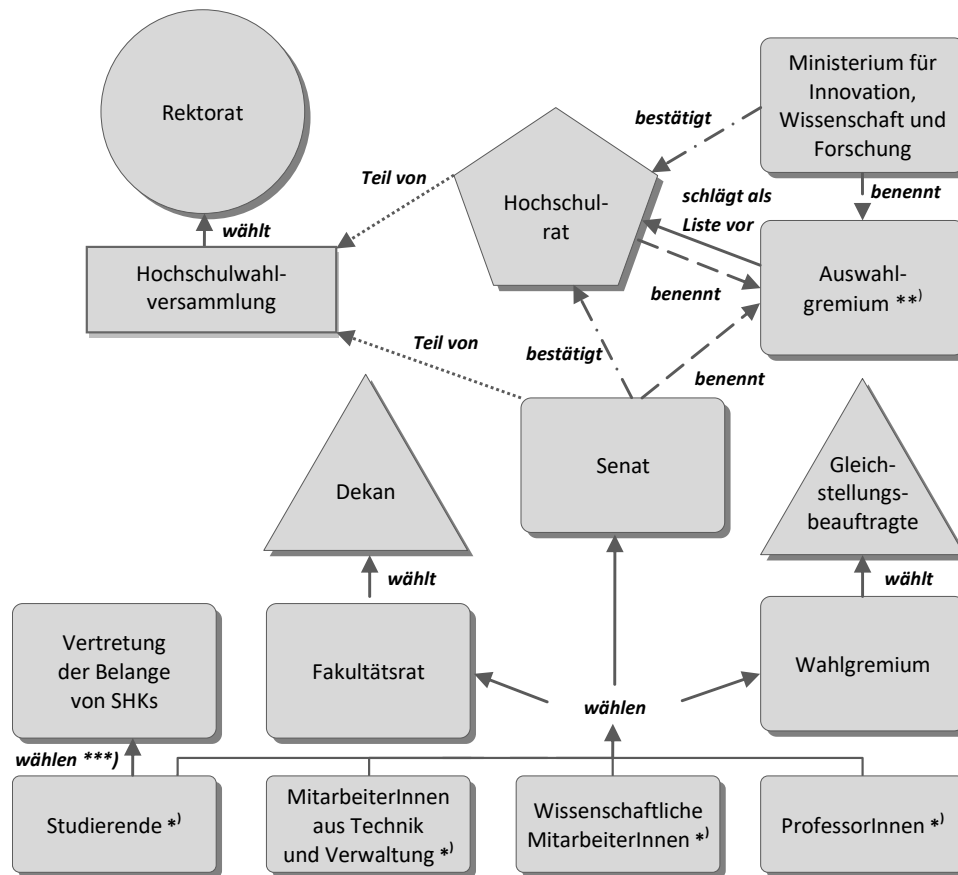 Rektorat
Ministerium für
Innovation,
Wissenschaft und
Forschung
bestätigt
Teil von
Hochschul-
rat
schlägt als
Liste vor
benennt
wählt
Hochschulwahl-
versammlung
benennt
Auswahl-
gremium **)
Teil von
bestätigt
benennt
Dekan
Senat
Gleich-
stellungs-
beauftragte
wählt
wählt
Vertretung
der Belange
von SHKs
Fakultätsrat
wählen
Wahlgremium
wählen ***)
Studierende *)
MitarbeiterInnen
aus Technik
und Verwaltung *)
Wissenschaftliche
MitarbeiterInnen *)
ProfessorInnen *)